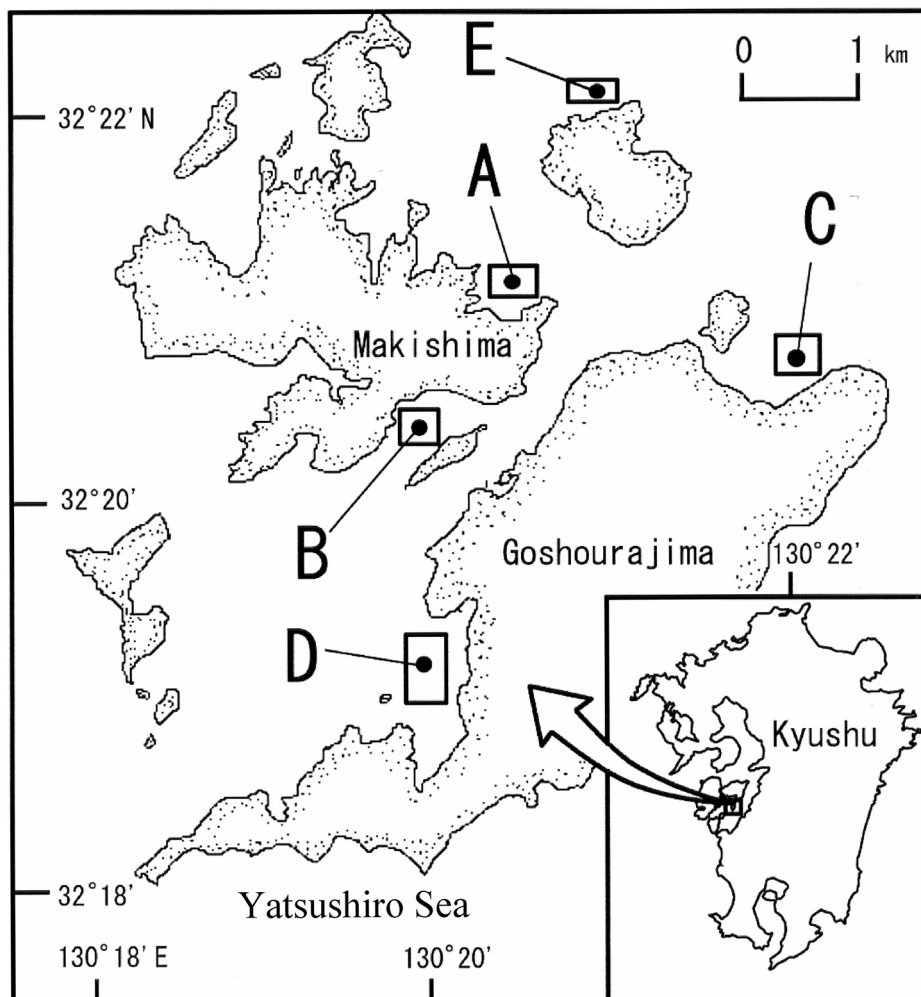 E
0 1 km
32°22' N
A
C
Makishima
B
32°20'
Goshourajima
130°22'
D
Kyushu
32°18'
Yatsushiro Sea
130°18' E
130°20'